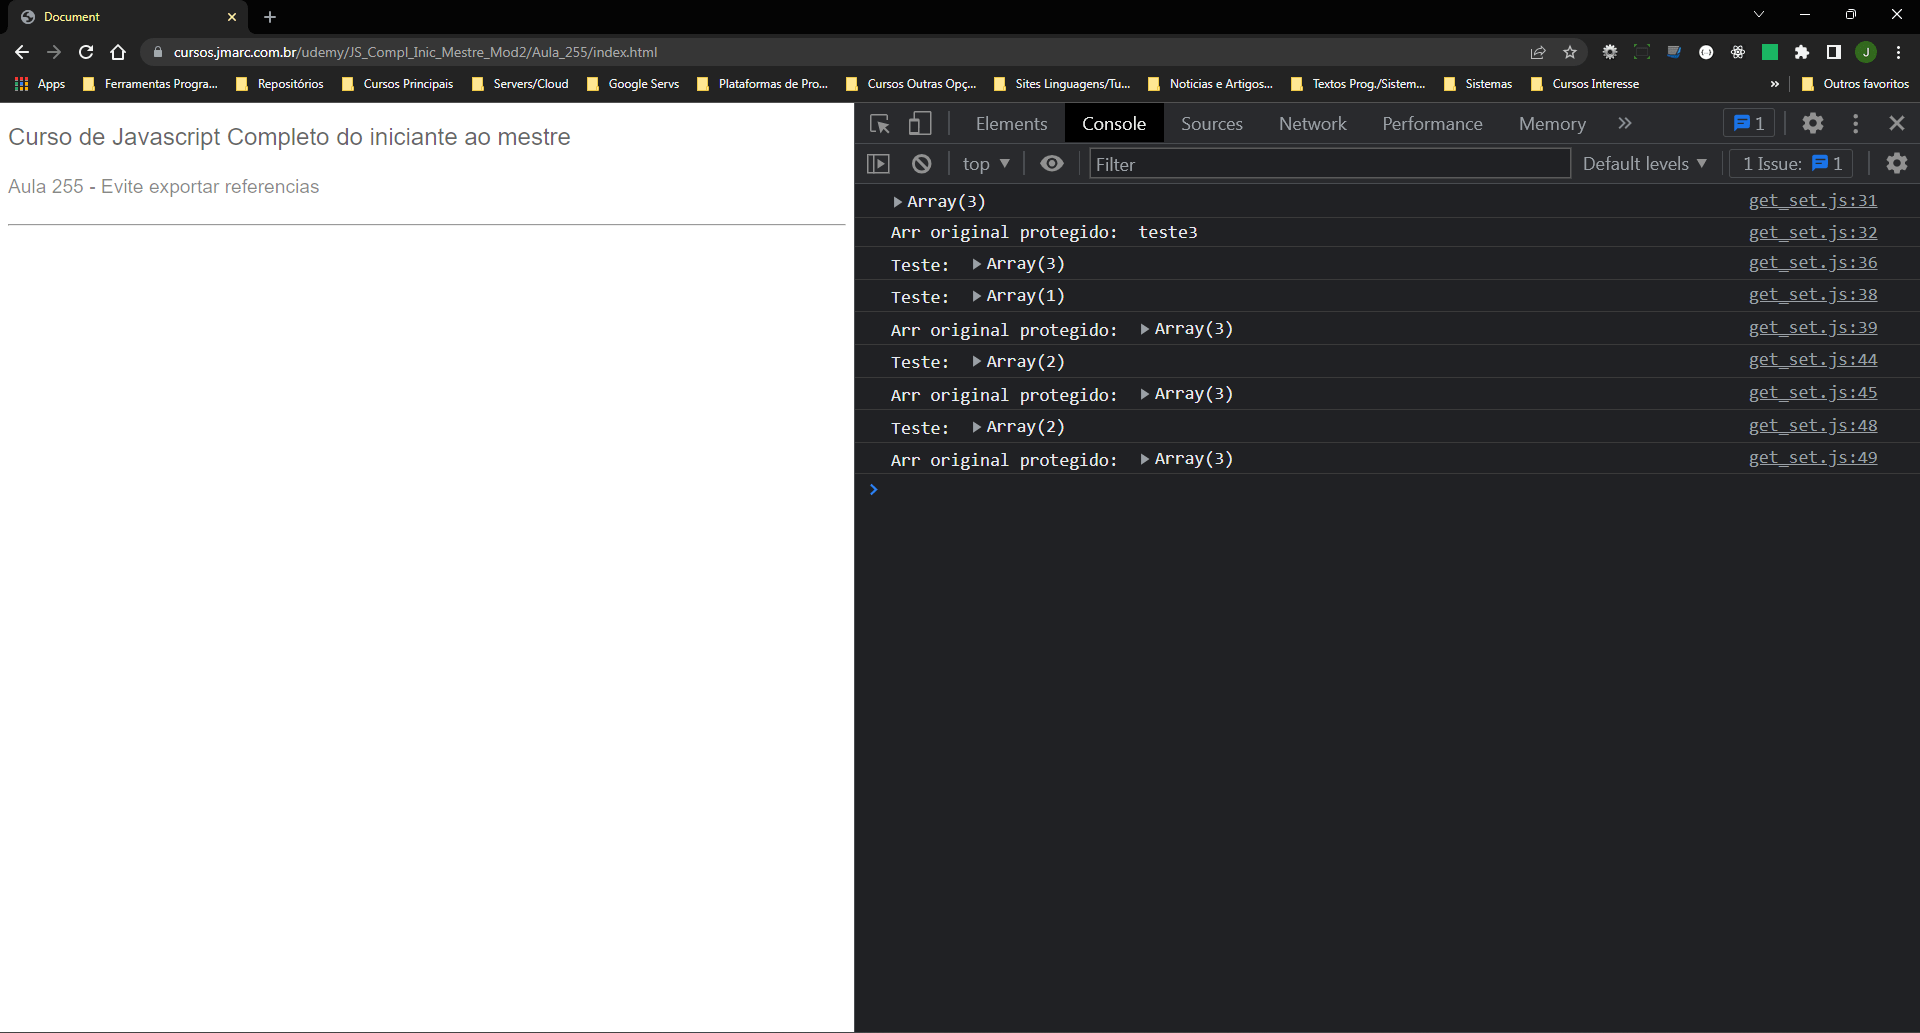 Document
cursos.jmarc.com.br/udemy/JS_Compl_Inic_Mestre_Mod2/Aula_255/index.html
J
Apps Ferramentas Progra... Repositórios Cursos Principais Servers/Cloud Google Servs Plataformas de Pro... Cursos Outras Opç... Sites Linguagens/Tu... Noticias e Artigos... Textos Prog./Sistem... Sistemas Cursos Interesse » Outros favoritos
Curso de Javascript Completo do iniciante ao mestre
Aula 255 - Evite exportar referencias
Elements Console Sources Network Performance Memory » 1
top Filter Default levels 1 Issue: 1
Array(3) get_set.js:31
Arr original protegido: teste3 get_set.js:32
Teste: Array(3) get_set.js:36
Teste: Array(1) get_set.js:38
Arr original protegido: Array(3) get_set.js:39
Teste: Array(2) get_set.js:44
Arr original protegido: Array(3) get_set.js:45
Teste: Array(2) get_set.js:48
Arr original protegido: Array(3) get_set.js:49